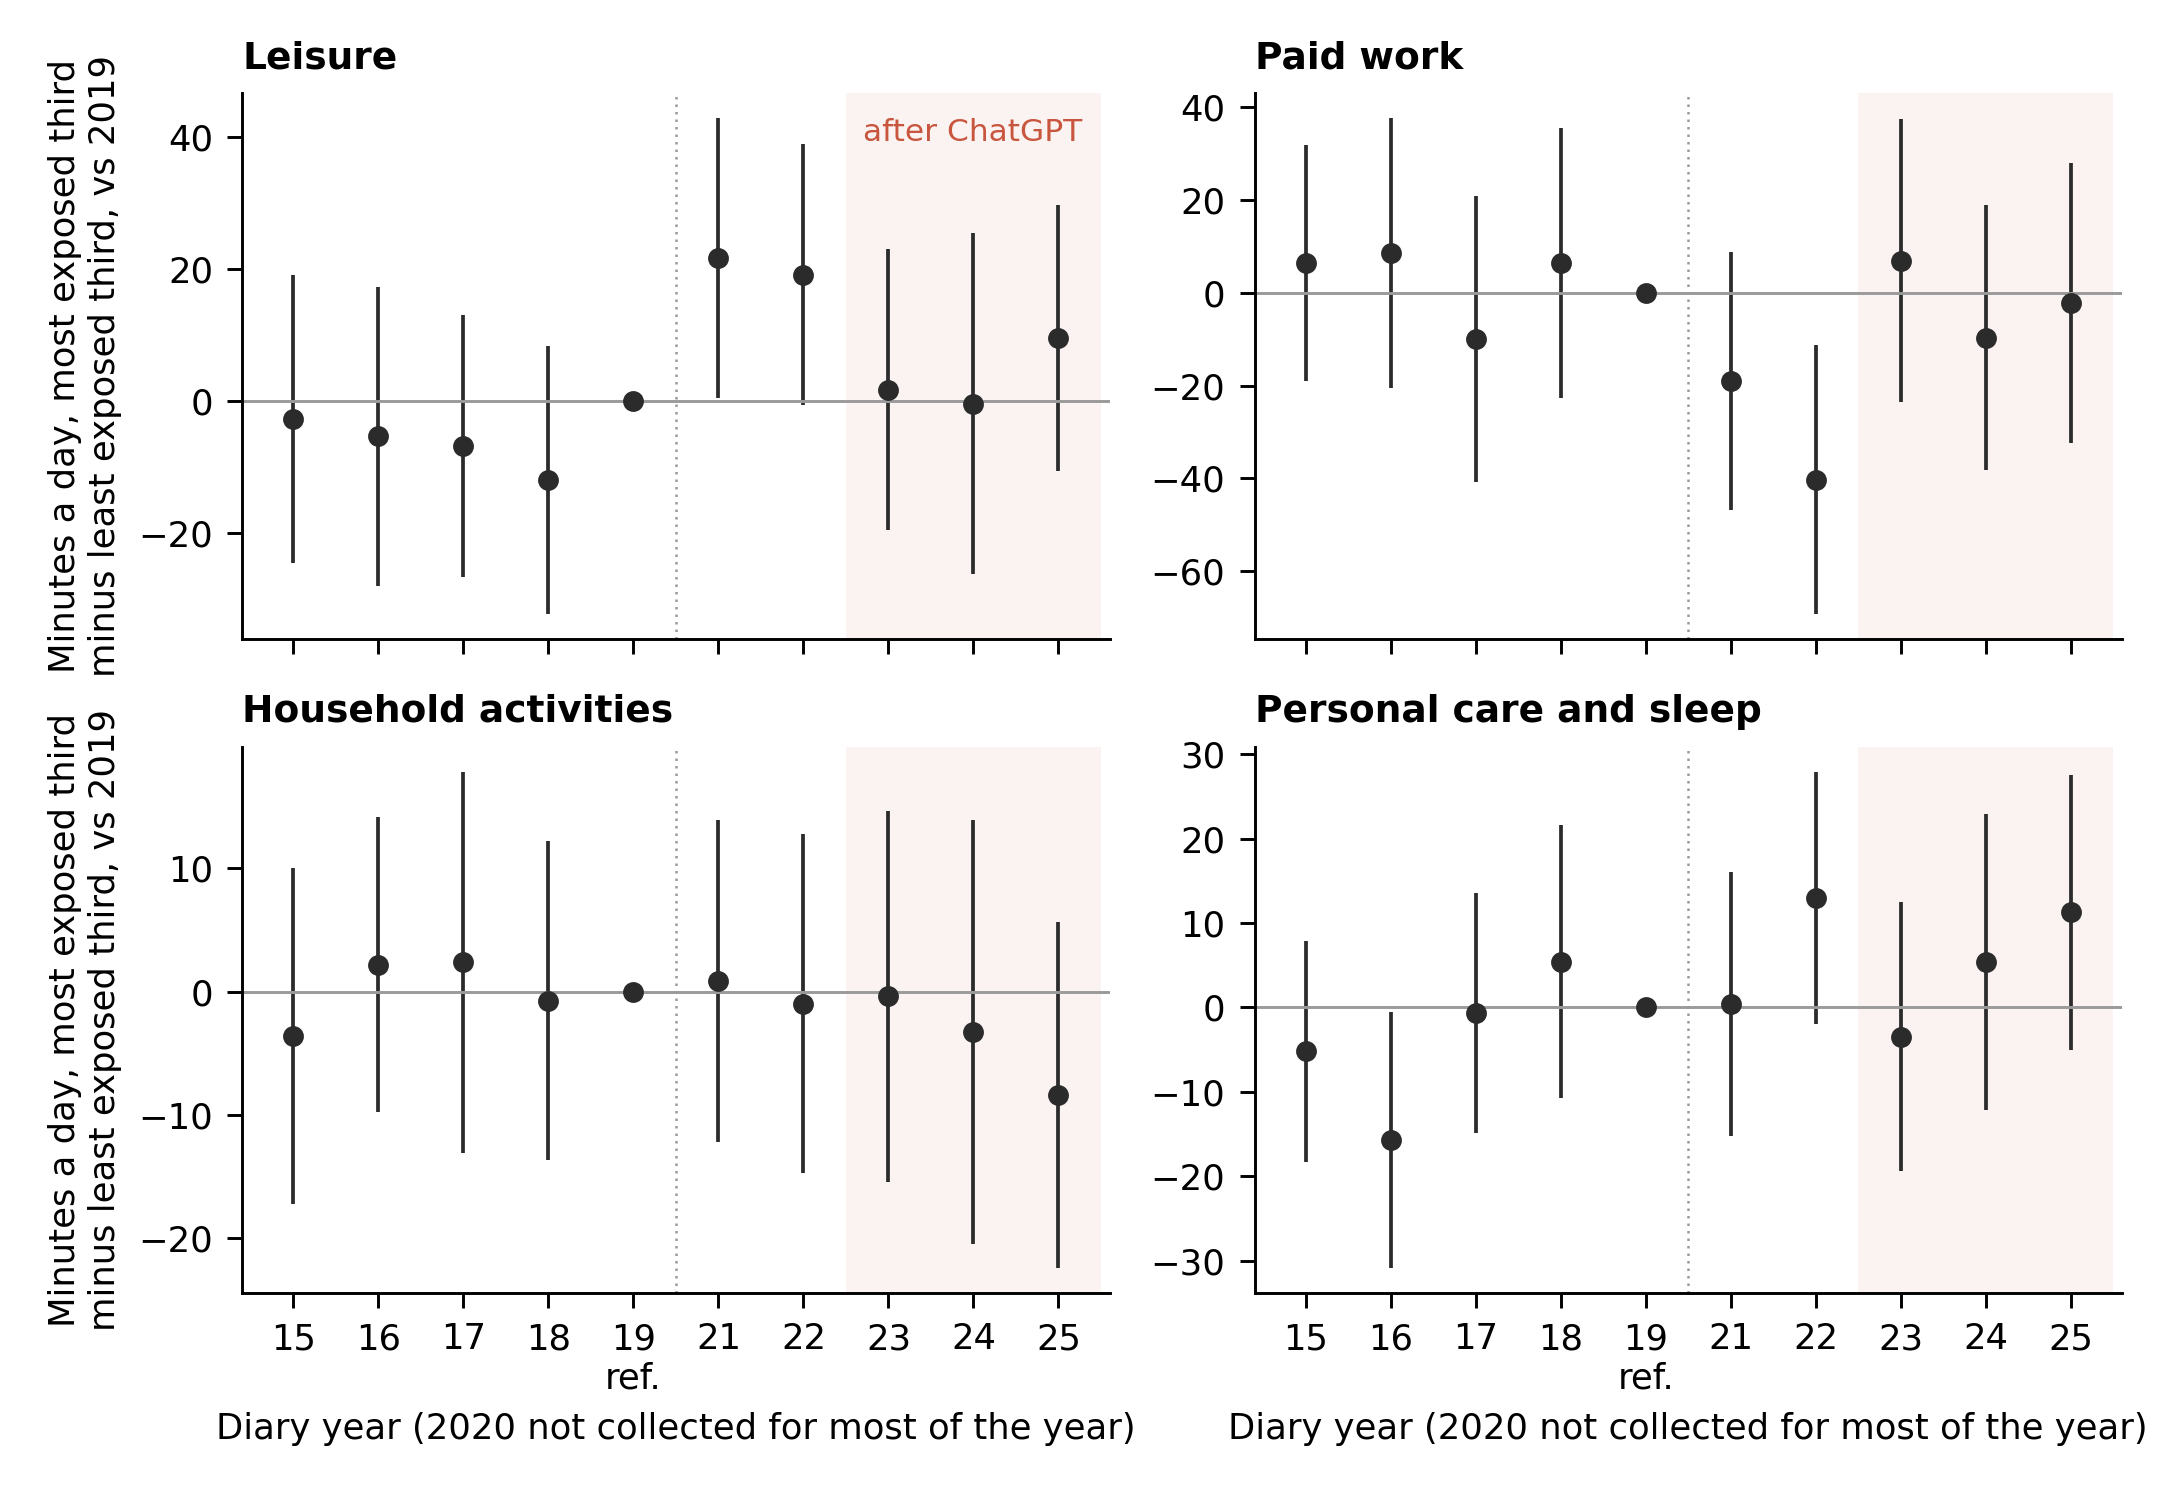 Leisure
Minutes a day, most exposed third
minus least exposed third, vs 2019
40
20
0
−20
after ChatGPT
Paid work
40
20
0
−20
−40
−60
Household activities
Minutes a day, most exposed third
minus least exposed third, vs 2019
10
0
−10
−20
15 16 17 18 19 21 22 23 24 25
ref.
Diary year (2020 not collected for most of the year)
Personal care and sleep
30
20
10
0
−10
−20
−30
15 16 17 18 19 21 22 23 24 25
ref.
Diary year (2020 not collected for most of the year)